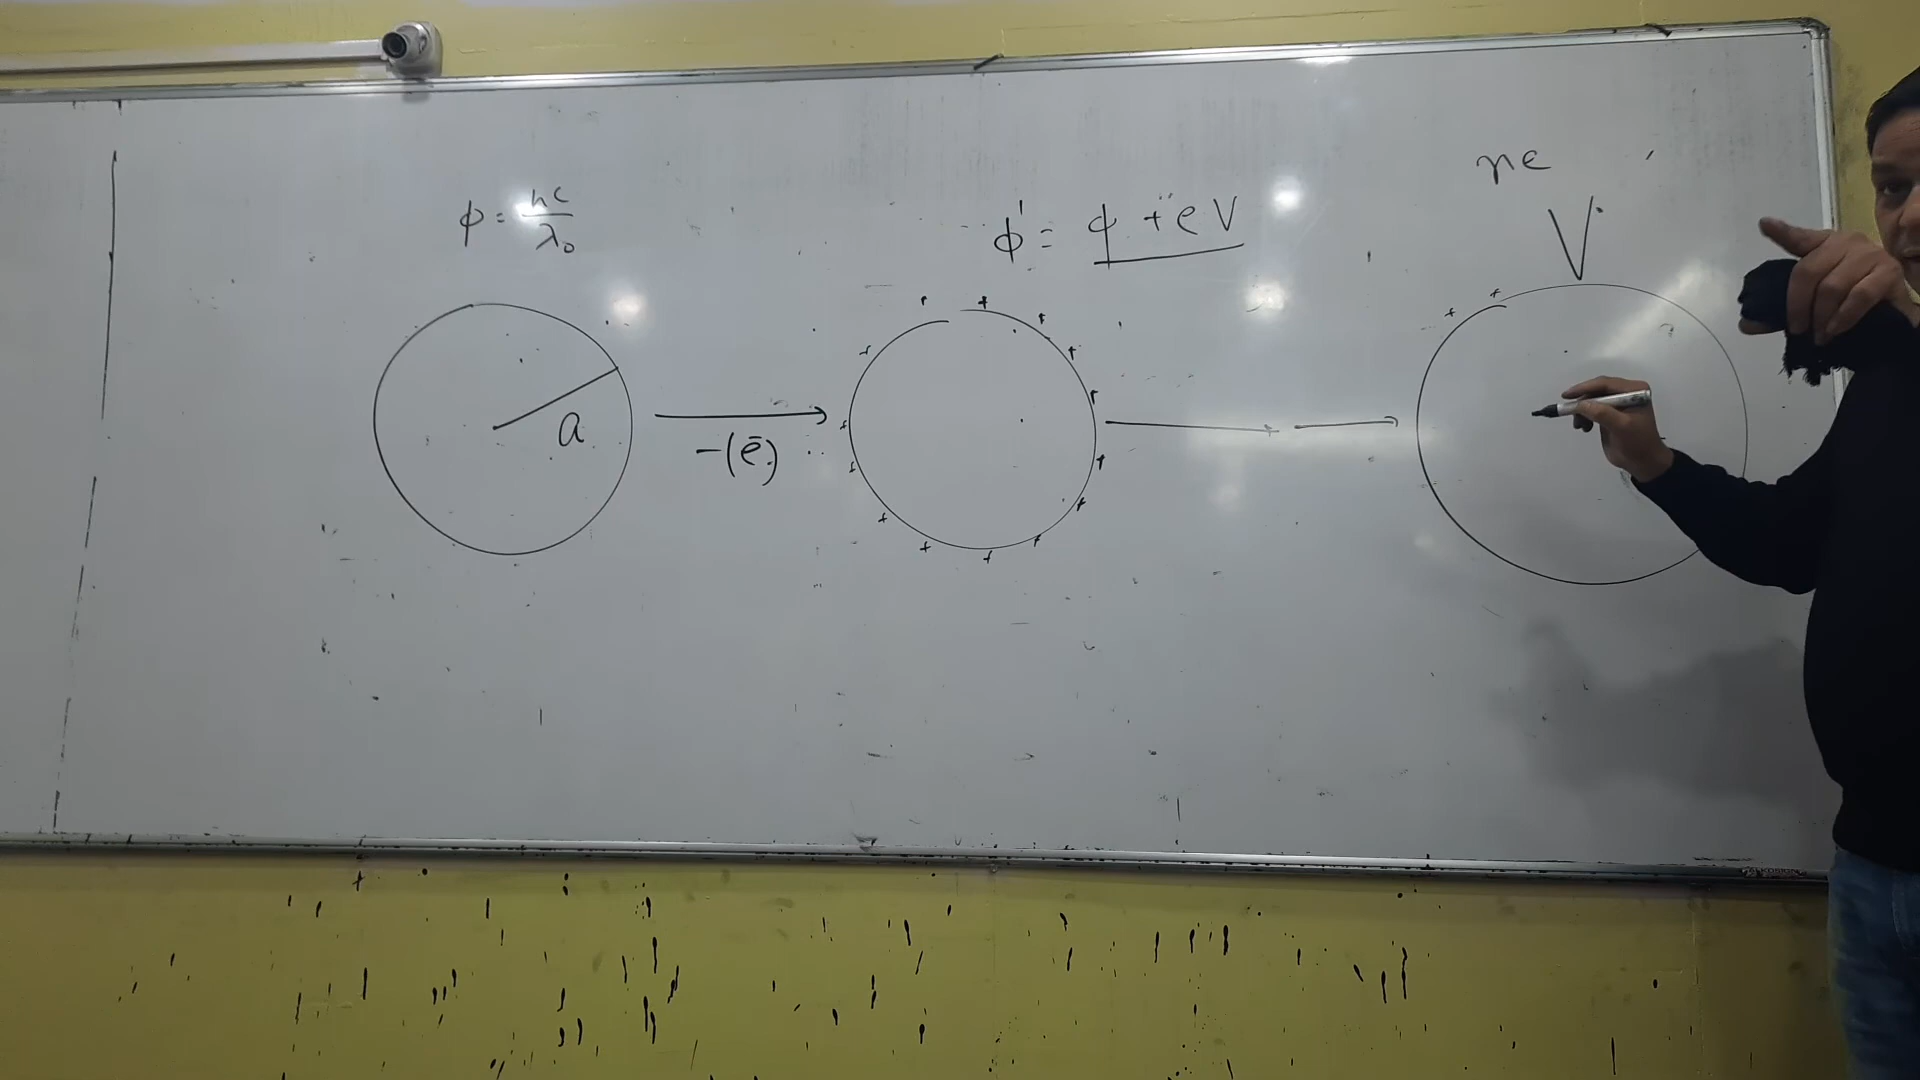 φ = hc/λ₀
a
-(ē)
φ' = φ + eV
ne
V